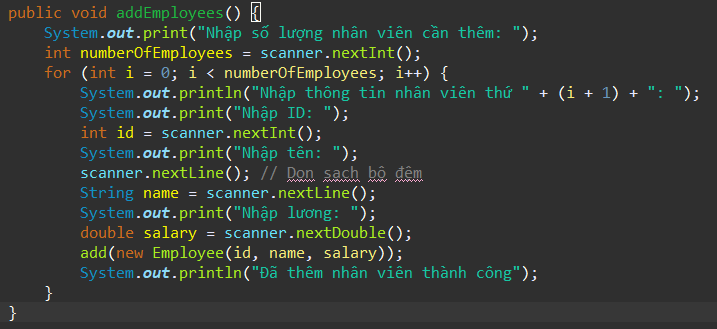 public void addEmployees() {
    System.out.print("Nhập số lượng nhân viên cần thêm: ");
    int numberOfEmployees = scanner.nextInt();
    for (int i = 0; i < numberOfEmployees; i++) {
        System.out.println("Nhập thông tin nhân viên thứ " + (i + 1) + ": ");
        System.out.print("Nhập ID: ");
        int id = scanner.nextInt();
        System.out.print("Nhập tên: ");
        scanner.nextLine(); // Dọn sạch bộ đệm
        String name = scanner.nextLine();
        System.out.print("Nhập lương: ");
        double salary = scanner.nextDouble();
        add(new Employee(id, name, salary));
        System.out.println("Đã thêm nhân viên thành công");
    }
}